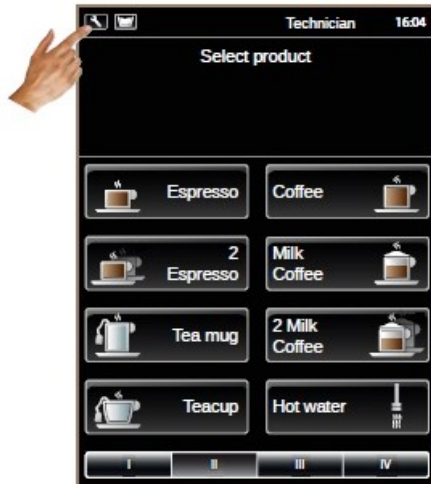 Technician 16:04
Select product
Espresso
Coffee
2
Espresso
Milk
Coffee
Tea mug
2 Milk
Coffee
Teacup
Hot water
I II III IV